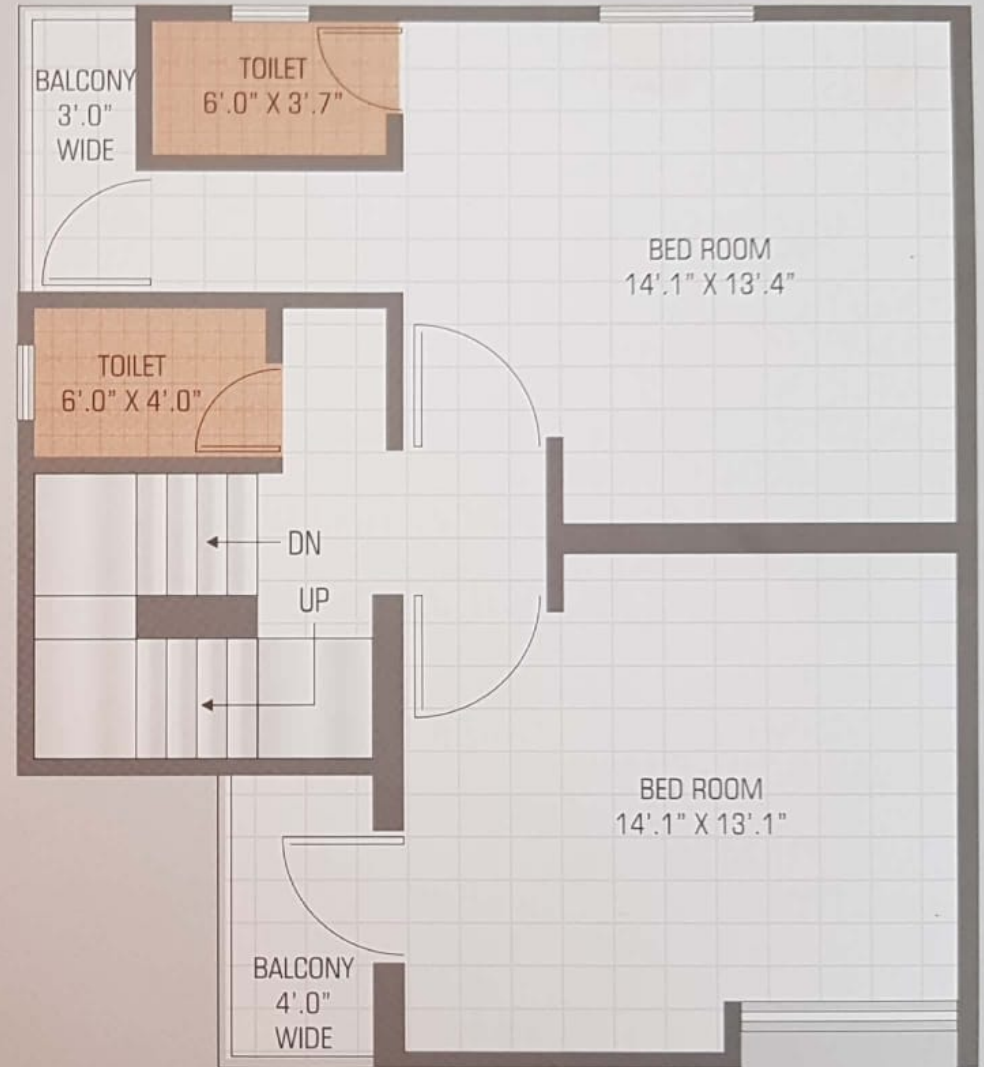 BALCONY
3'.0"
WIDE
TOILET
6'.0" X 3'.7"
BED ROOM
14'.1" X 13'.4"
TOILET
6'.0" X 4'.0"
DN
UP
BED ROOM
14'.1" X 13'.1"
BALCONY
4'.0"
WIDE